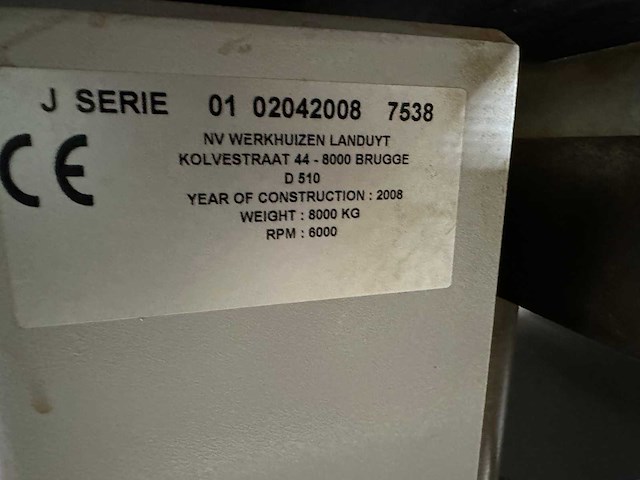 J SERIE 01 02042008 7538
CE
NV WERKHUIZEN LANDUYT
KOLVESTRAAT 44 - 8000 BRUGGE
D 510
YEAR OF CONSTRUCTION : 2008
WEIGHT : 8000 KG
RPM : 6000